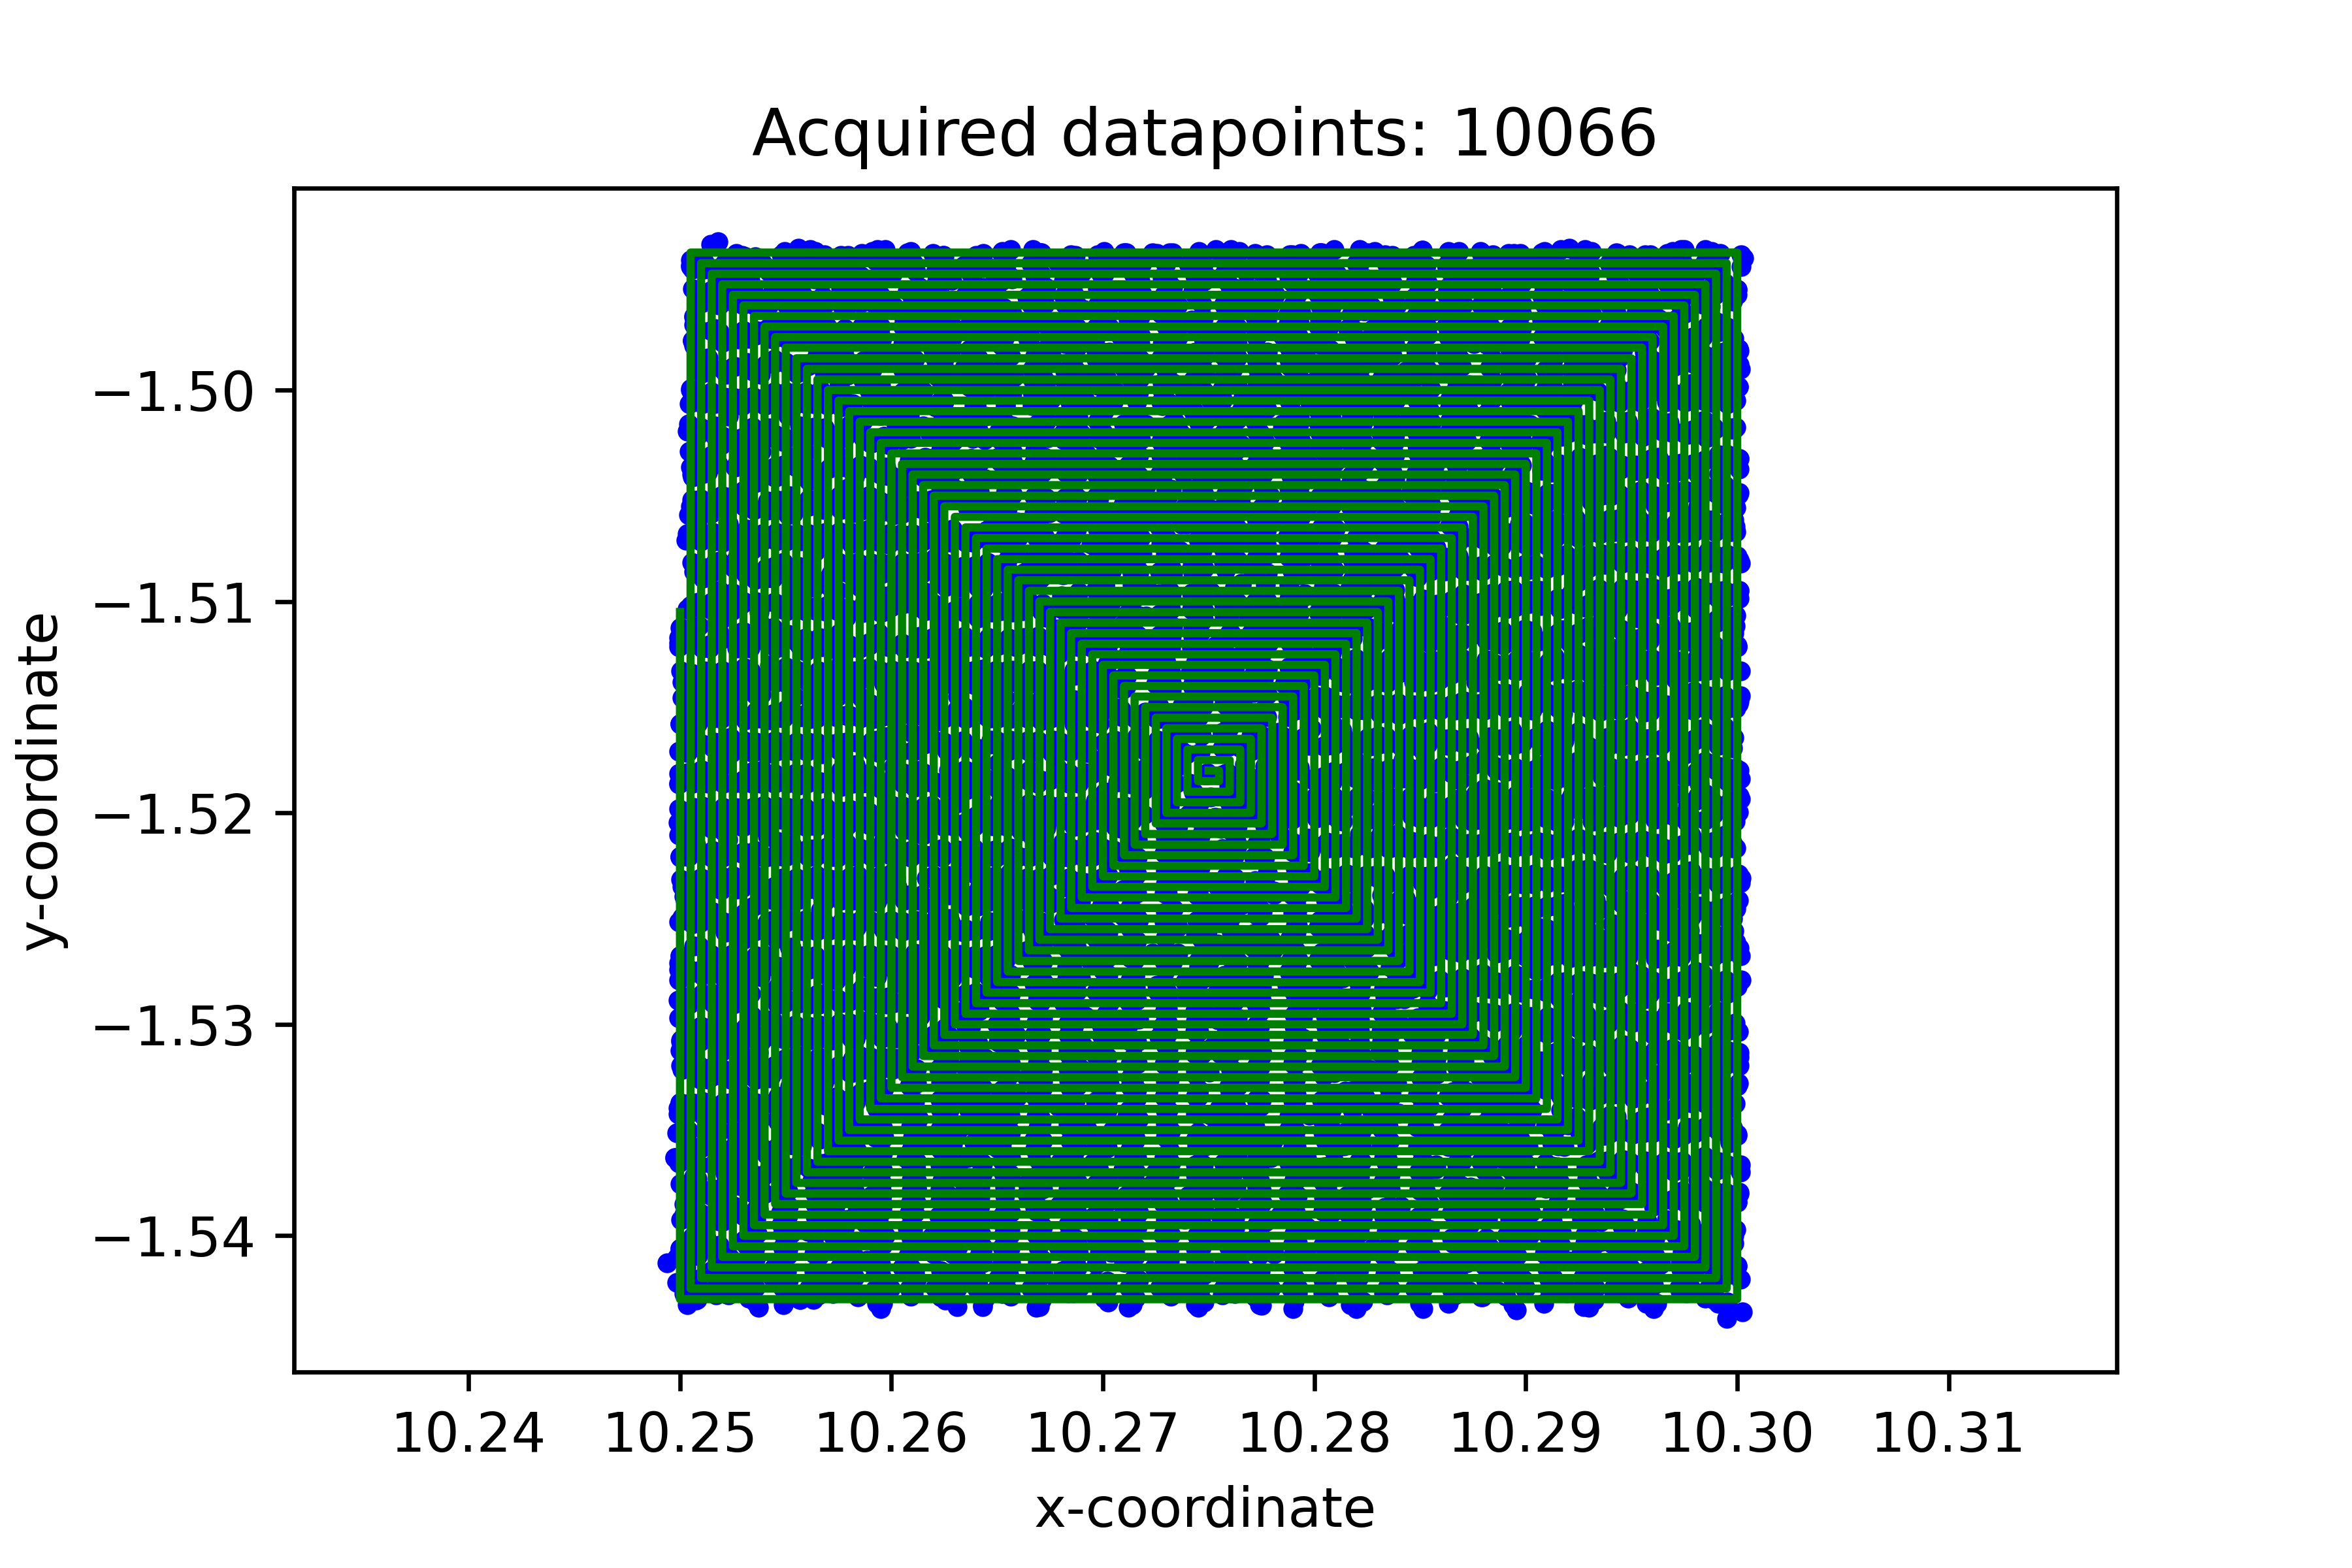 Acquired datapoints: 10066
y-coordinate
−1.50
−1.51
−1.52
−1.53
−1.54
10.24 10.25 10.26 10.27 10.28 10.29 10.30 10.31
x-coordinate